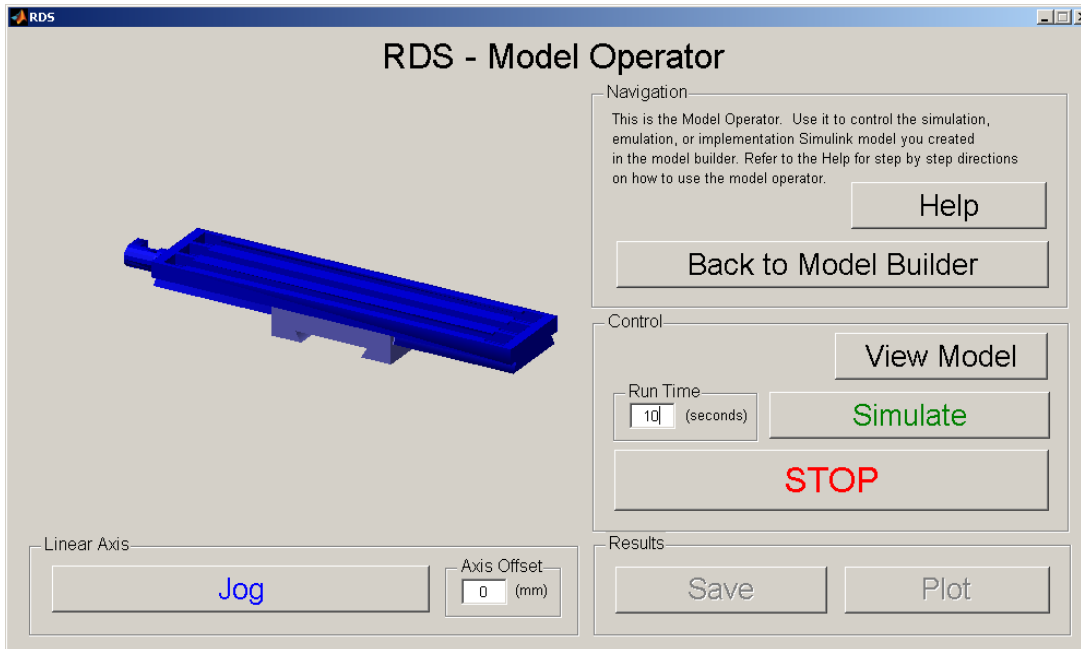 RDS
RDS - Model Operator
Navigation
This is the Model Operator.  Use it to control the simulation,
emulation, or implementation Simulink model you created
in the model builder. Refer to the Help for step by step directions
on how to use the model operator.
Help
Back to Model Builder
Control
View Model
Run Time
10 (seconds)
Simulate
STOP
Linear Axis
Jog
Axis Offset
0 (mm)
Results
Save
Plot